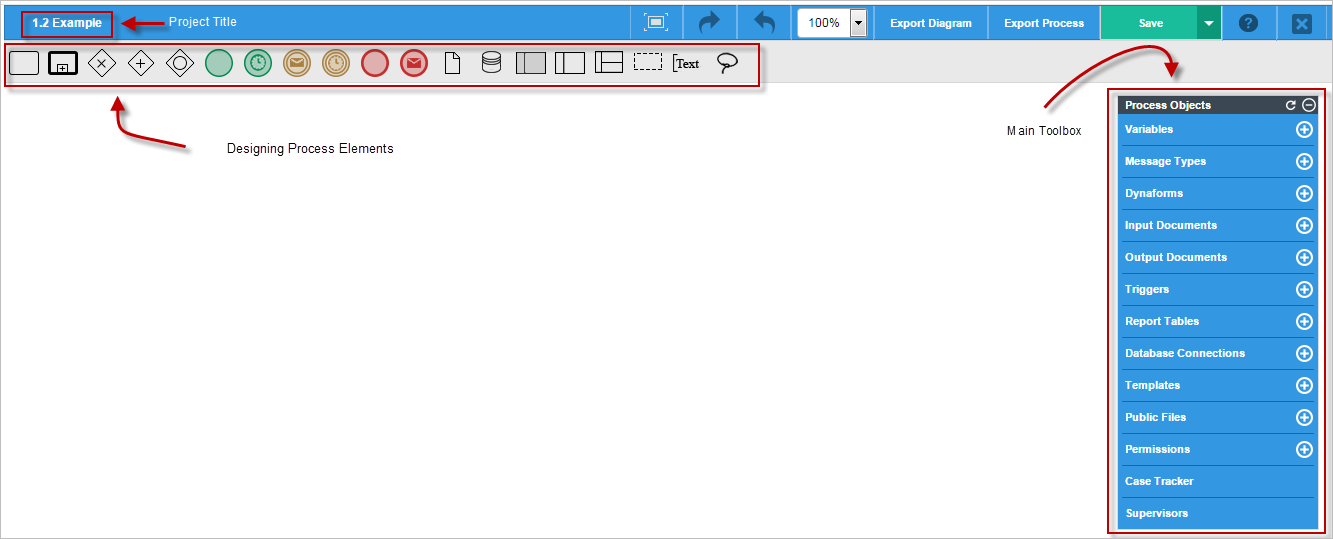 1.2 Example
Project Title
100%
Export Diagram
Export Process
Save
?
Text
Designing Process Elements
Main Toolbox
Process Objects
Variables
Message Types
Dynaforms
Input Documents
Output Documents
Triggers
Report Tables
Database Connections
Templates
Public Files
Permissions
Case Tracker
Supervisors